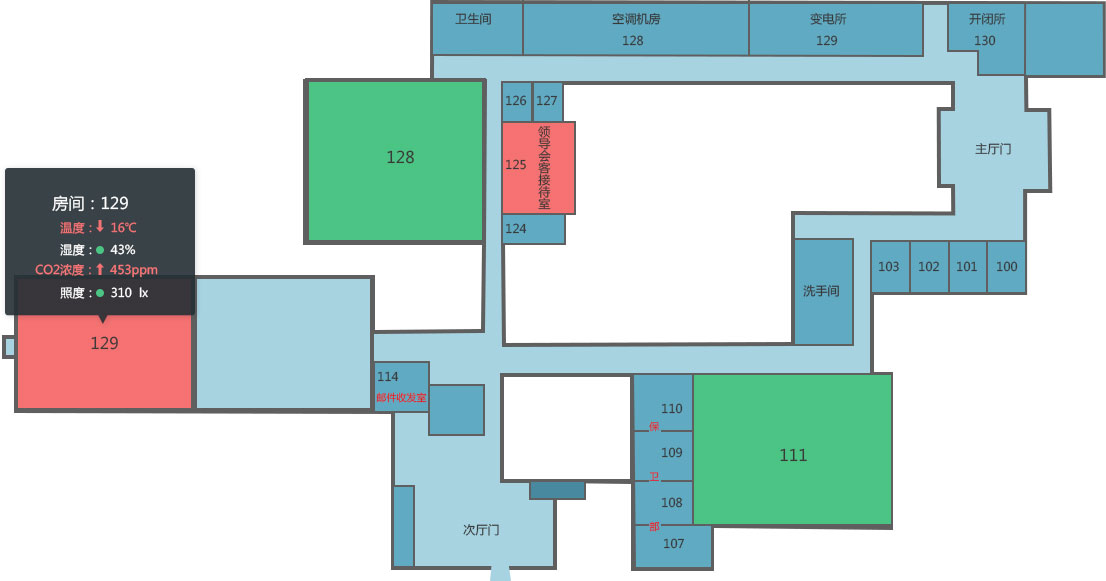 卫生间
空调机房
128
变电所
129
开闭所
130
126
127
125
领导会客接待室
124
128
主厅门
房间：129
温度：16℃
湿度：43%
CO2浓度：453ppm
照度：310 lx
129
103
102
101
100
洗手间
114
邮件收发室
110
保
109
卫
108
部
107
111
次厅门